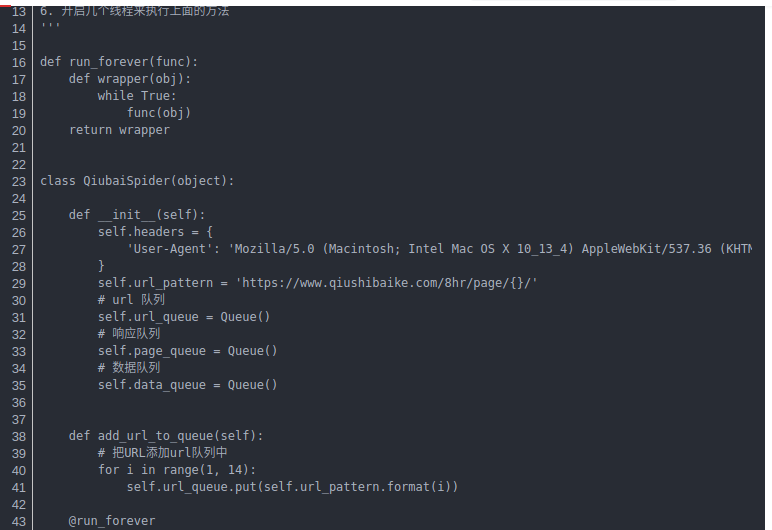 13 6. 开启几个线程来执行上面的方法
14 '''
15
16 def run_forever(func):
17     def wrapper(obj):
18         while True:
19             func(obj)
20     return wrapper
21
22
23 class QiubaiSpider(object):
24
25     def __init__(self):
26         self.headers = {
27             'User-Agent': 'Mozilla/5.0 (Macintosh; Intel Mac OS X 10_13_4) AppleWebKit/537.36 (KHTM
28         }
29         self.url_pattern = 'https://www.qiushibaike.com/8hr/page/{}/'
30         # url 队列
31         self.url_queue = Queue()
32         # 响应队列
33         self.page_queue = Queue()
34         # 数据队列
35         self.data_queue = Queue()
36
37
38     def add_url_to_queue(self):
39         # 把URL添加url队列中
40         for i in range(1, 14):
41             self.url_queue.put(self.url_pattern.format(i))
42
43     @run_forever